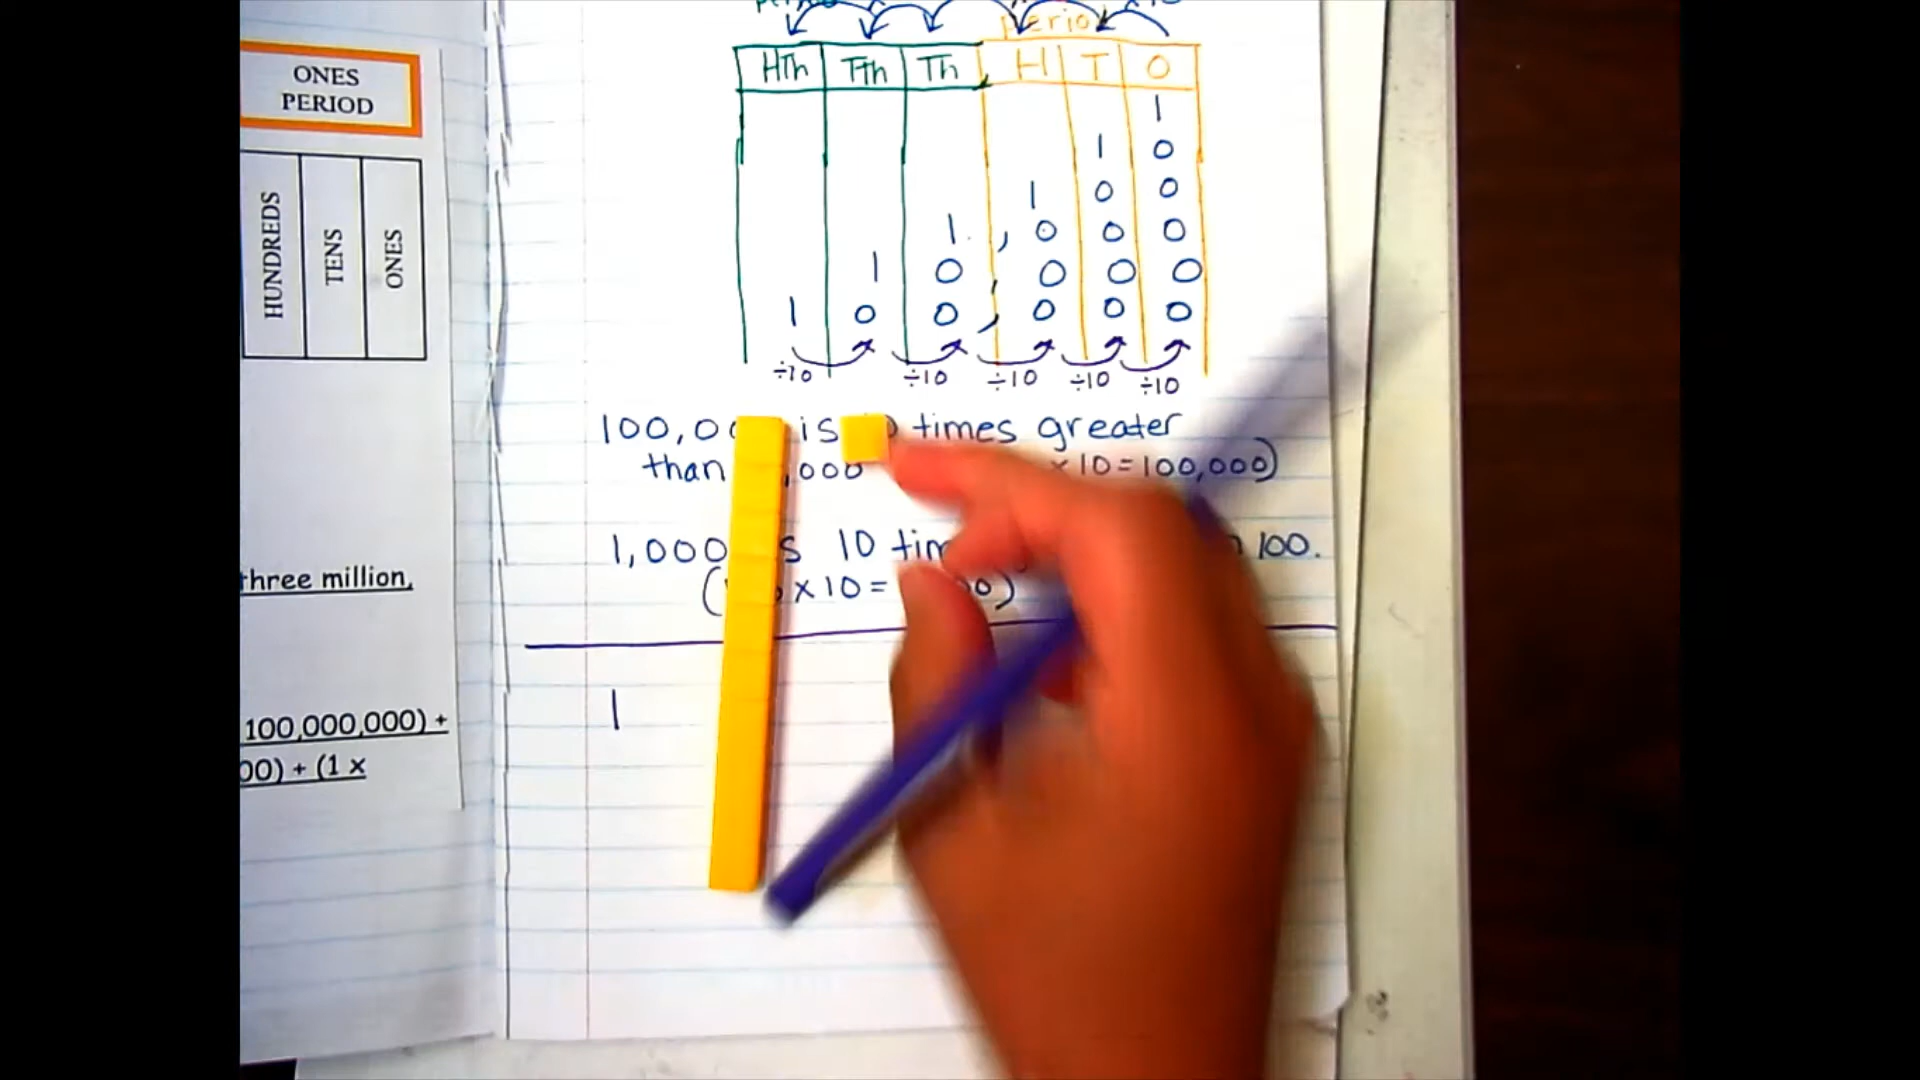 ONES
PERIOD
HUNDREDS
TENS
ONES
three million,
100,000,000) +
00) + (1 x
perio
HTh TTh Th H T O
1
1 0
1 0 0
1 , 0 0 0
1 0 , 0 0 0
1 0 0 , 0 0 0
÷10 ÷10 ÷10 ÷10 ÷10
100,00 is times greater
than ,000 x10=100,000)
1,000 10 100.
( x10=
1